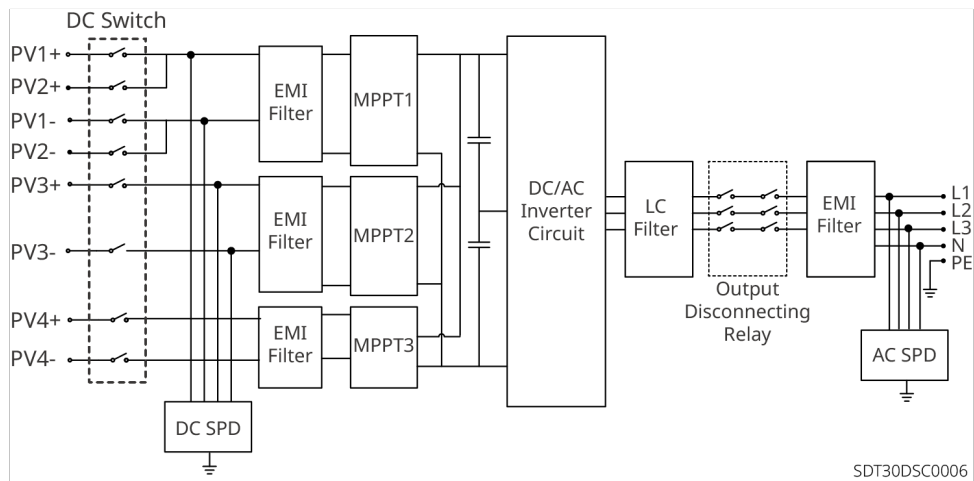 DC Switch
PV1+
PV2+
PV1-
PV2-
PV3+
PV3-
PV4+
PV4-
EMI
Filter
MPPT1
EMI
Filter
MPPT2
EMI
Filter
MPPT3
DC SPD
DC/AC
Inverter
Circuit
LC
Filter
Output
Disconnecting
Relay
EMI
Filter
L1
L2
L3
N
PE
AC SPD
SDT30DSC0006